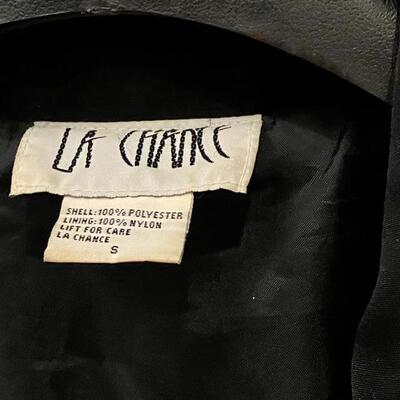 LA CHANCE
SHELL: 100% POLYESTER
LINING: 100% NYLON
LIFT FOR CARE
LA CHANCE
S